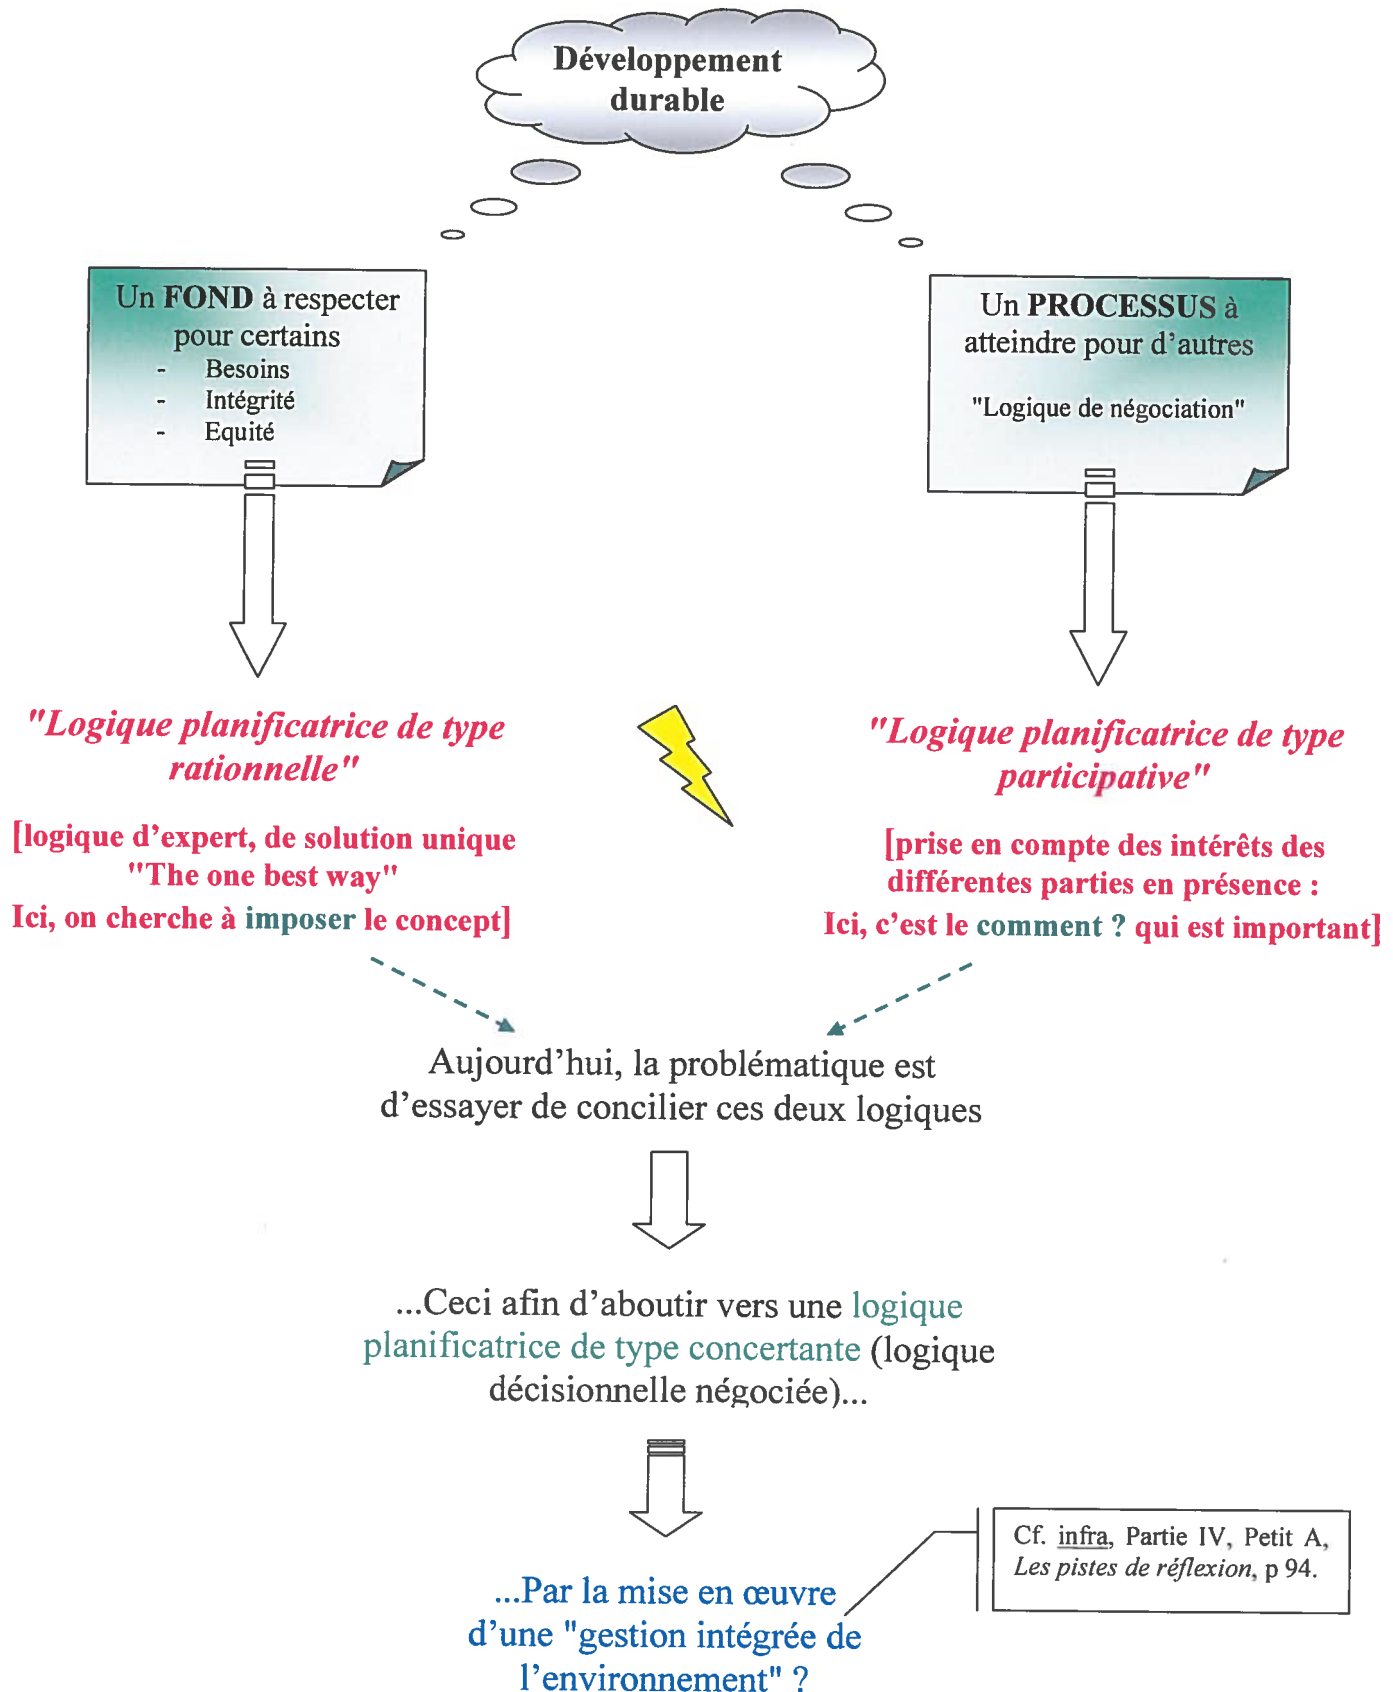 Développement
durable
Un FOND à respecter
pour certains
- Besoins
- Intégrité
- Equité
Un PROCESSUS à
atteindre pour d'autres
"Logique de négociation"
"Logique planificatrice de type
rationnelle"
[logique d'expert, de solution unique
"The one best way"
Ici, on cherche à imposer le concept]
"Logique planificatrice de type
participative"
[prise en compte des intérêts des
différentes parties en présence :
Ici, c'est le comment ? qui est important]
Aujourd'hui, la problématique est
d'essayer de concilier ces deux logiques
...Ceci afin d'aboutir vers une logique
planificatrice de type concertante (logique
décisionnelle négociée)...
...Par la mise en œuvre
d'une "gestion intégrée de
l'environnement" ?
Cf. infra, Partie IV, Petit A,
Les pistes de réflexion, p 94.